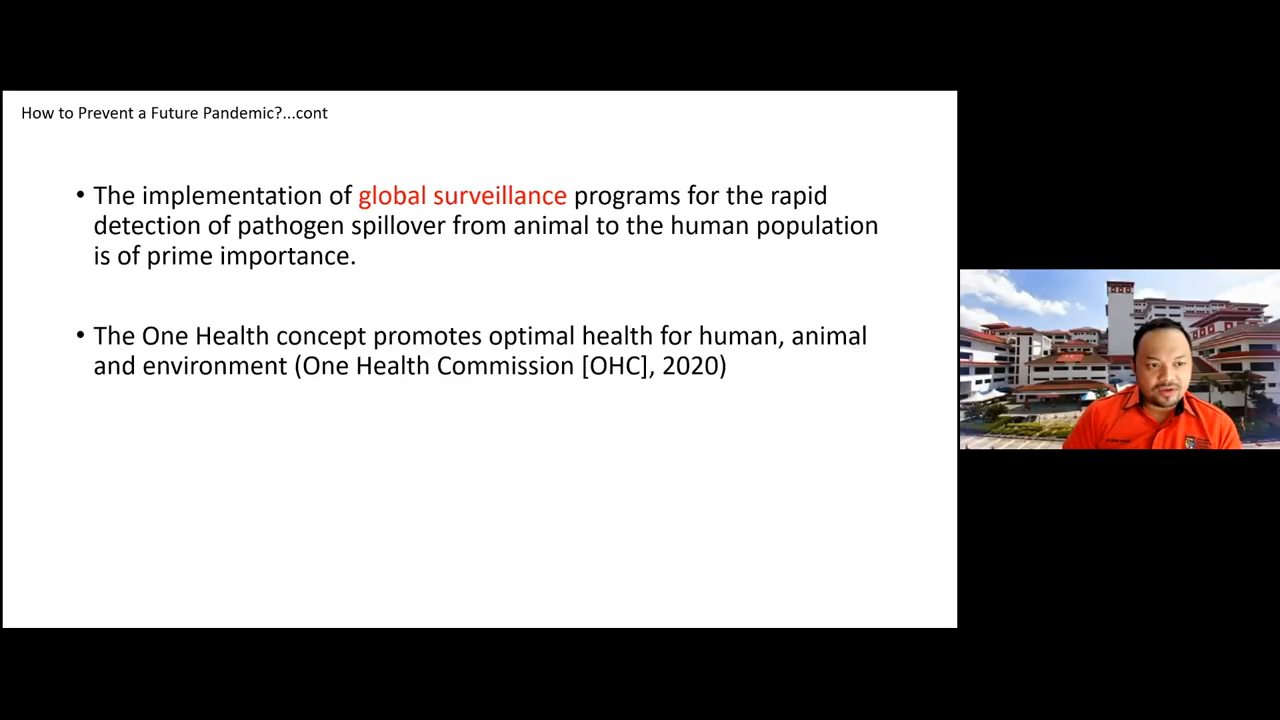 How to Prevent a Future Pandemic?...cont
• The implementation of global surveillance programs for the rapid
detection of pathogen spillover from animal to the human population
is of prime importance.
• The One Health concept promotes optimal health for human, animal
and environment (One Health Commission [OHC], 2020)